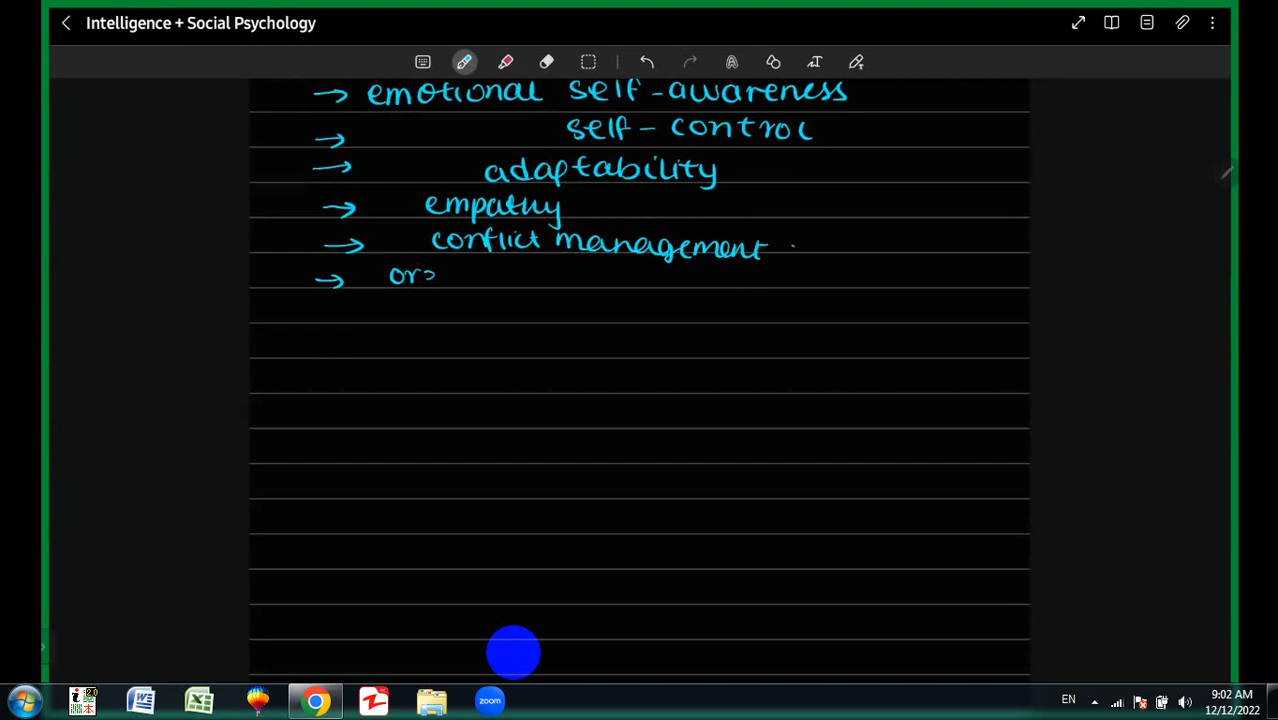 Intelligence + Social Psychology
→ emotional self-awareness
→ self-control
→ adaptability
→ empathy
→ conflict management
→ or
zoom
EN
9:02 AM
12/12/2022